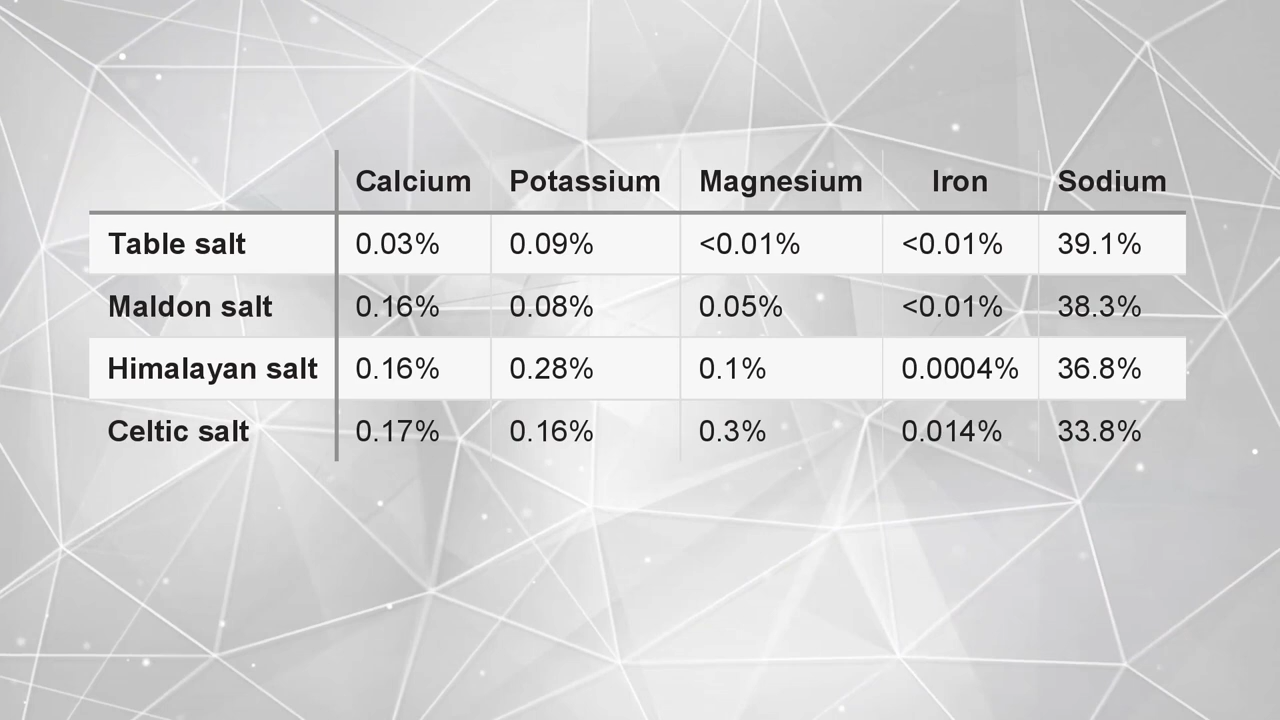 Calcium Potassium Magnesium Iron Sodium
Table salt 0.03% 0.09% <0.01% <0.01% 39.1%
Maldon salt 0.16% 0.08% 0.05% <0.01% 38.3%
Himalayan salt 0.16% 0.28% 0.1% 0.0004% 36.8%
Celtic salt 0.17% 0.16% 0.3% 0.014% 33.8%